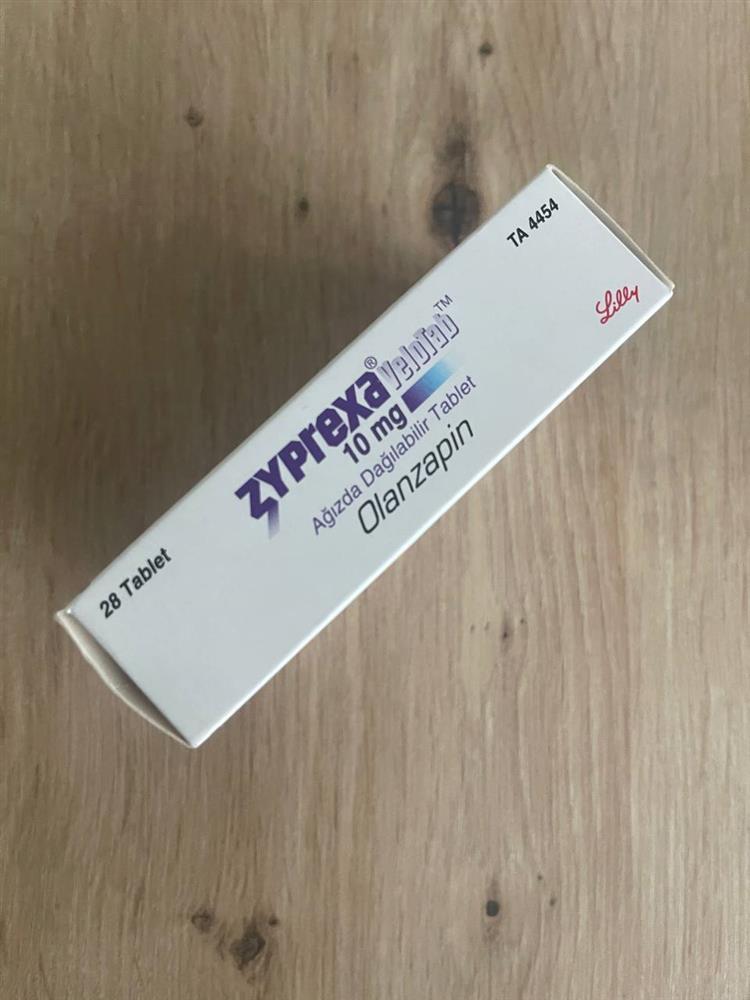 TA 4454
Lilly
ZYPREXA® VeloTab™
10 mg
Ağızda Dağılabilir Tablet
Olanzapin
28 Tablet